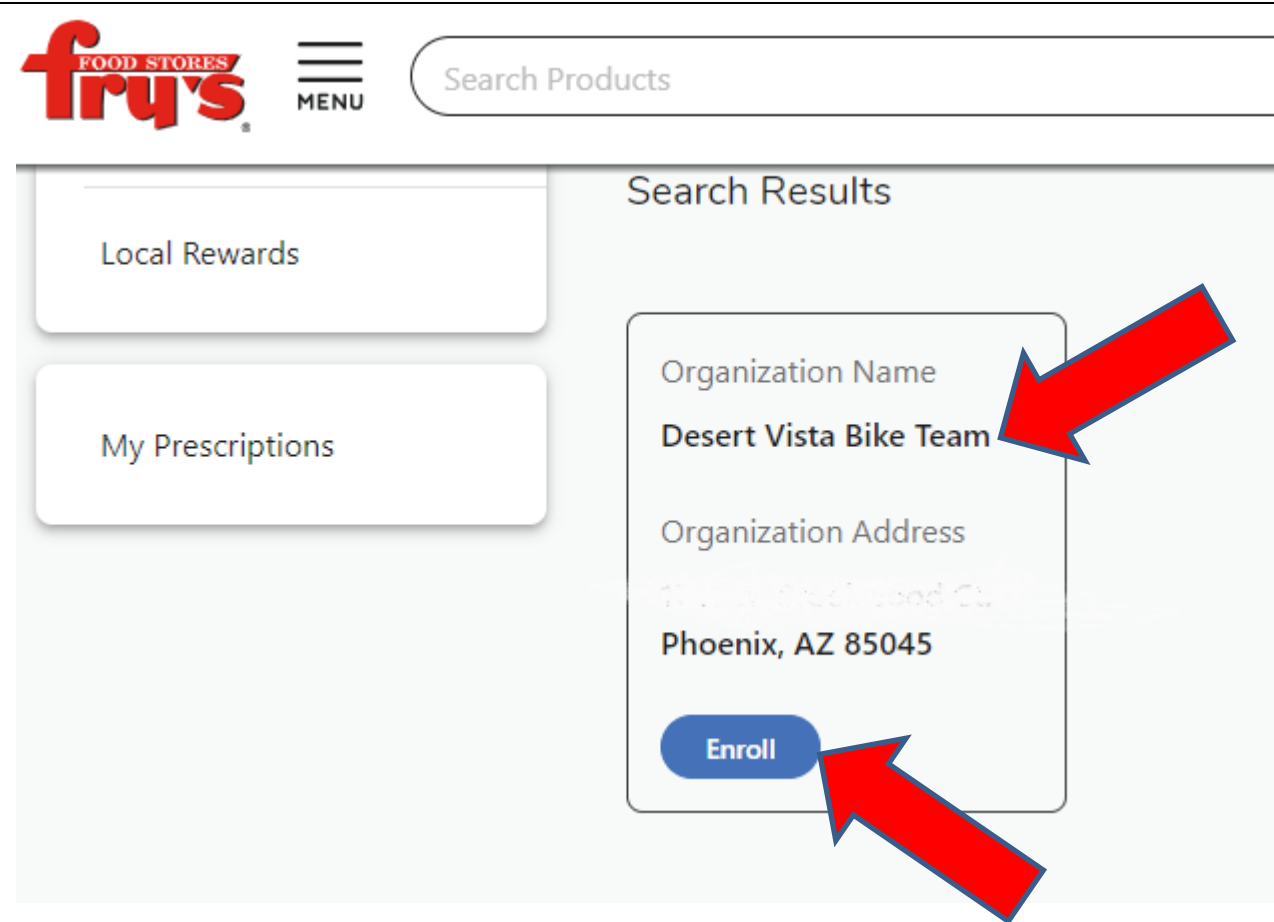 FOOD STORES
fry's
MENU
Search Products
Search Results
Local Rewards
My Prescriptions
Organization Name
Desert Vista Bike Team
Organization Address
Phoenix, AZ 85045
Enroll